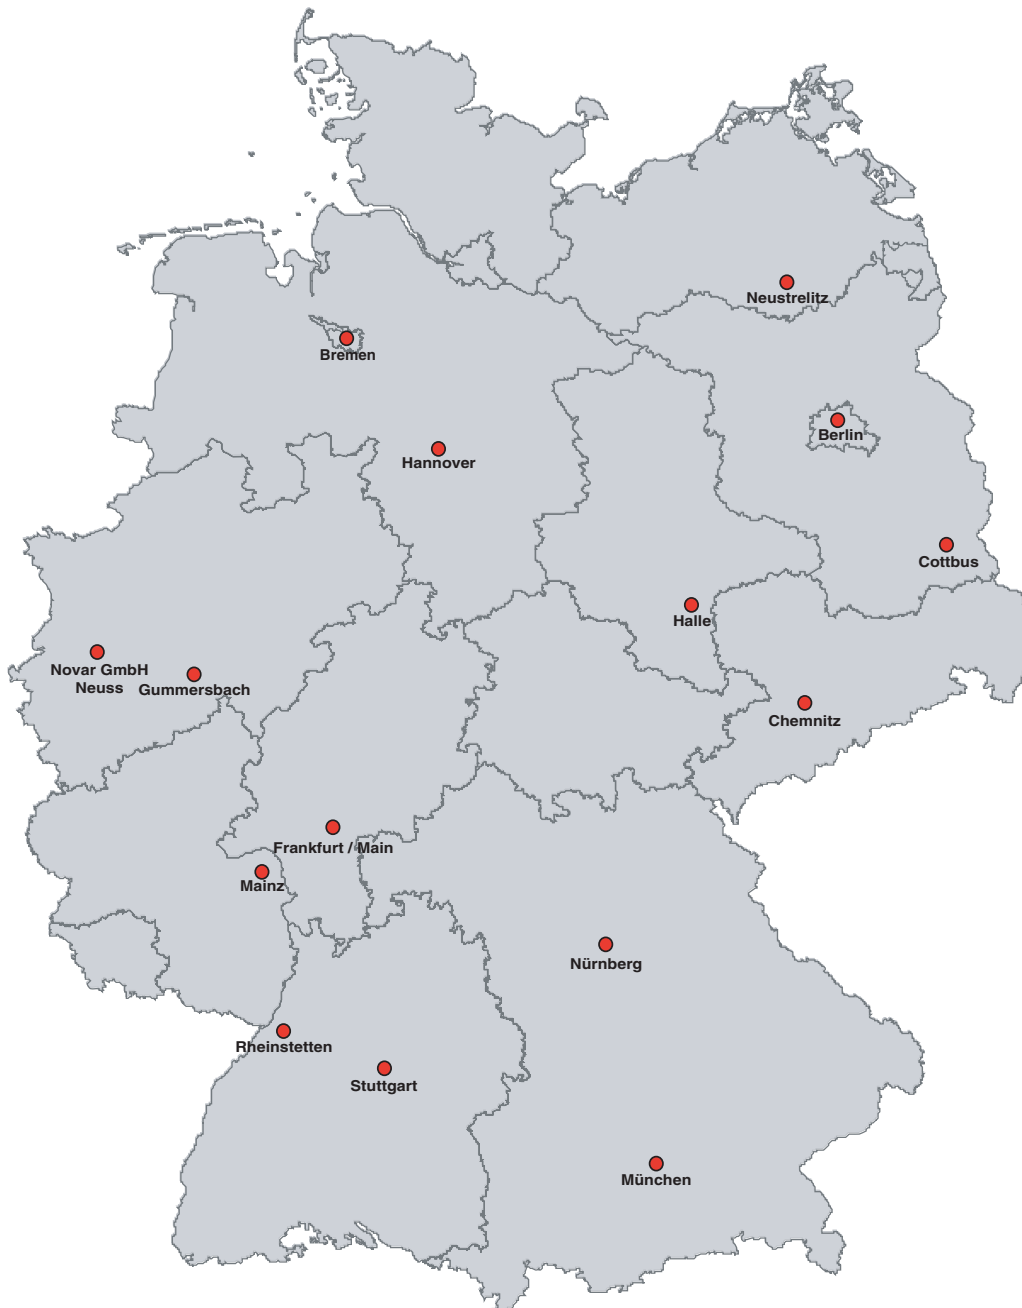 Neustrelitz
Bremen
Berlin
Hannover
Cottbus
Halle
Novar GmbH
Neuss
Gummersbach
Chemnitz
Frankfurt / Main
Mainz
Nürnberg
Rheinstetten
Stuttgart
München